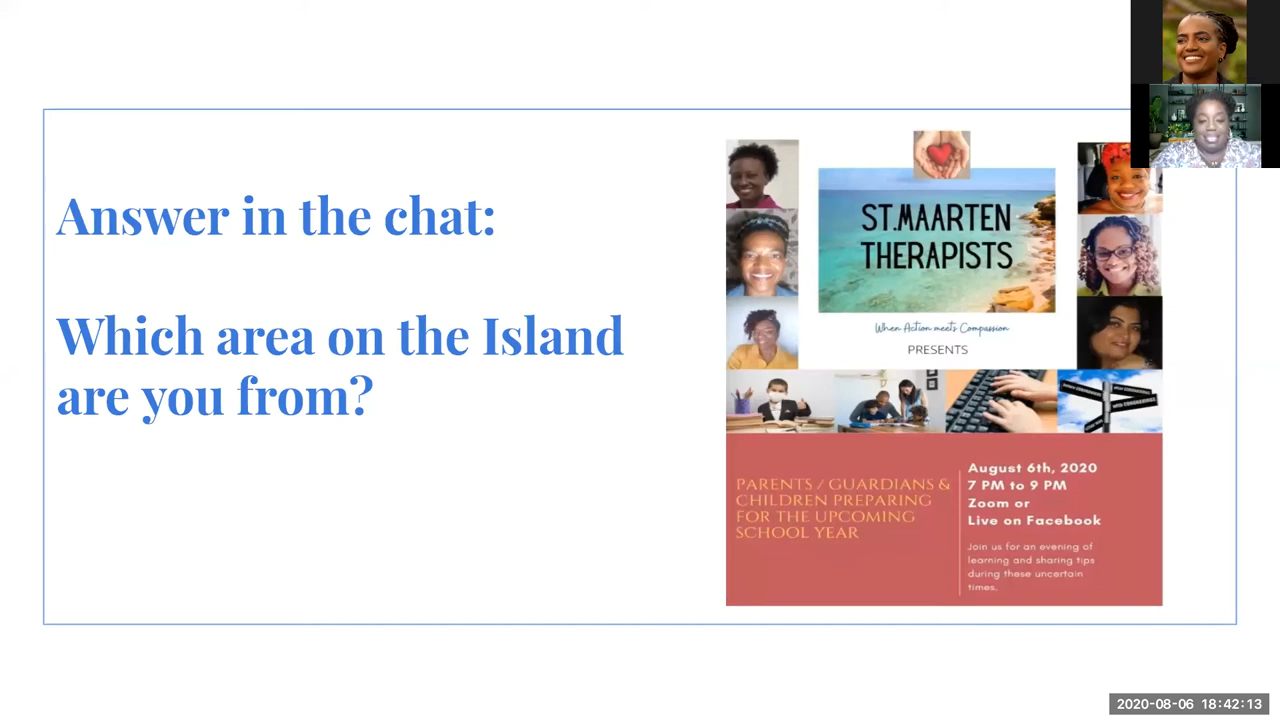 Answer in the chat:
Which area on the Island
are you from?
ST.MAARTEN
THERAPISTS
When Action meets Compassion
PRESENTS
PARENTS / GUARDIANS &
CHILDREN PREPARING
FOR THE UPCOMING
SCHOOL YEAR
August 6th, 2020
7 PM to 9 PM
Zoom or
Live on Facebook
Join us for an evening of
learning and sharing tips
during these uncertain
times.
2020-08-06 18:42:13